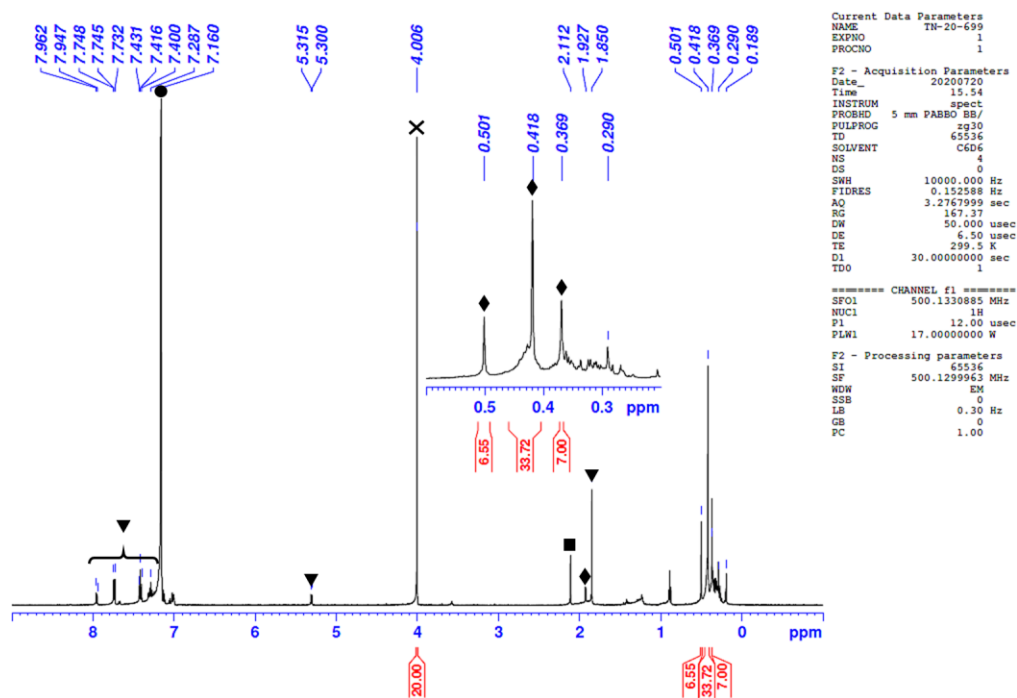 7.962
7.947
7.748
7.745
7.732
7.431
7.416
7.400
7.287
7.160
5.315
5.300
4.006
2.112
1.927
1.850
0.501
0.418
0.369
0.290
0.189
0.501
0.418
0.369
0.290
0.5 0.4 0.3 ppm
6.55
33.72
7.00
8 7 6 5 4 3 2 1 0 ppm
20.00
6.55
33.72
7.00
Current Data Parameters
NAME TN-20-699
EXPNO 1
PROCNO 1
F2 - Acquisition Parameters
Date_ 20200720
Time 15.54
INSTRUM spect
PROBHD 5 mm PABBO BB/
PULPROG zg30
TD 65536
SOLVENT C6D6
NS 4
DS 0
SWH 10000.000 Hz
FIDRES 0.152588 Hz
AQ 3.2767999 sec
RG 167.37
DW 50.000 usec
DE 6.50 usec
TE 299.5 K
D1 30.00000000 sec
TD0 1
======== CHANNEL f1 ========
SFO1 500.1330885 MHz
NUC1 1H
P1 12.00 usec
PLW1 17.00000000 W
F2 - Processing parameters
SI 65536
SF 500.1299963 MHz
WDW EM
SSB 0
LB 0.30 Hz
GB 0
PC 1.00